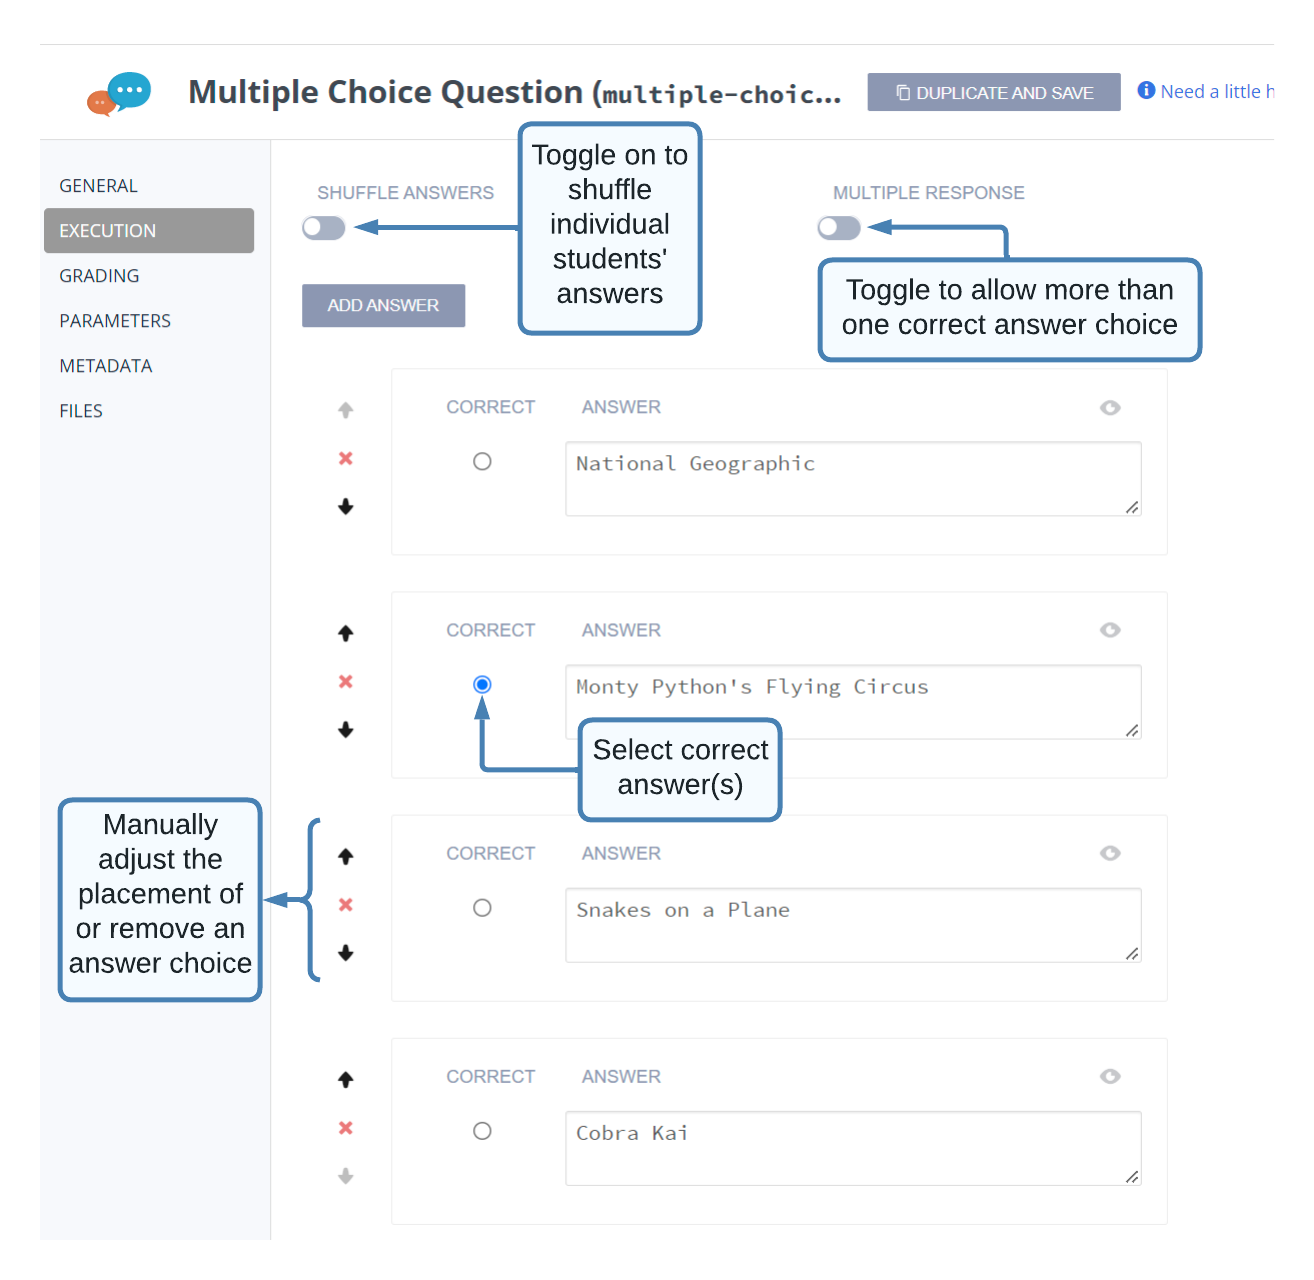 Multiple Choice Question (multiple-choic...
DUPLICATE AND SAVE
Need a little h
GENERAL
EXECUTION
GRADING
PARAMETERS
METADATA
FILES
SHUFFLE ANSWERS
Toggle on to
shuffle
individual
students'
answers
MULTIPLE RESPONSE
Toggle to allow more than
one correct answer choice
ADD ANSWER
CORRECT ANSWER
National Geographic
CORRECT ANSWER
Monty Python's Flying Circus
Select correct
answer(s)
Manually
adjust the
placement of
or remove an
answer choice
CORRECT ANSWER
Snakes on a Plane
CORRECT ANSWER
Cobra Kai